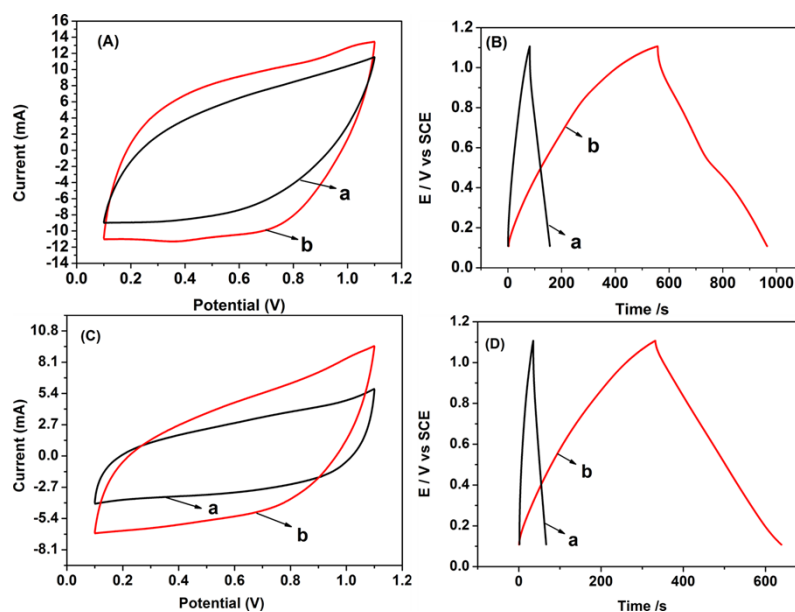 (A)
14
12
10
8
6
4
2
0
-2
-4
-6
-8
-10
-12
-14
Current (mA)
a
b
0.0 0.2 0.4 0.6 0.8 1.0 1.2
Potential (V)
(B)
1.2
1.0
0.8
0.6
0.4
0.2
0.0
E / V vs SCE
b
a
0 200 400 600 800 1000
Time /s
(C)
10.8
8.1
5.4
2.7
0.0
-2.7
-5.4
-8.1
Current (mA)
a
b
0.0 0.2 0.4 0.6 0.8 1.0 1.2
Potential (V)
(D)
1.2
1.0
0.8
0.6
0.4
0.2
0.0
E / V vs SCE
b
a
0 200 400 600
Time /s